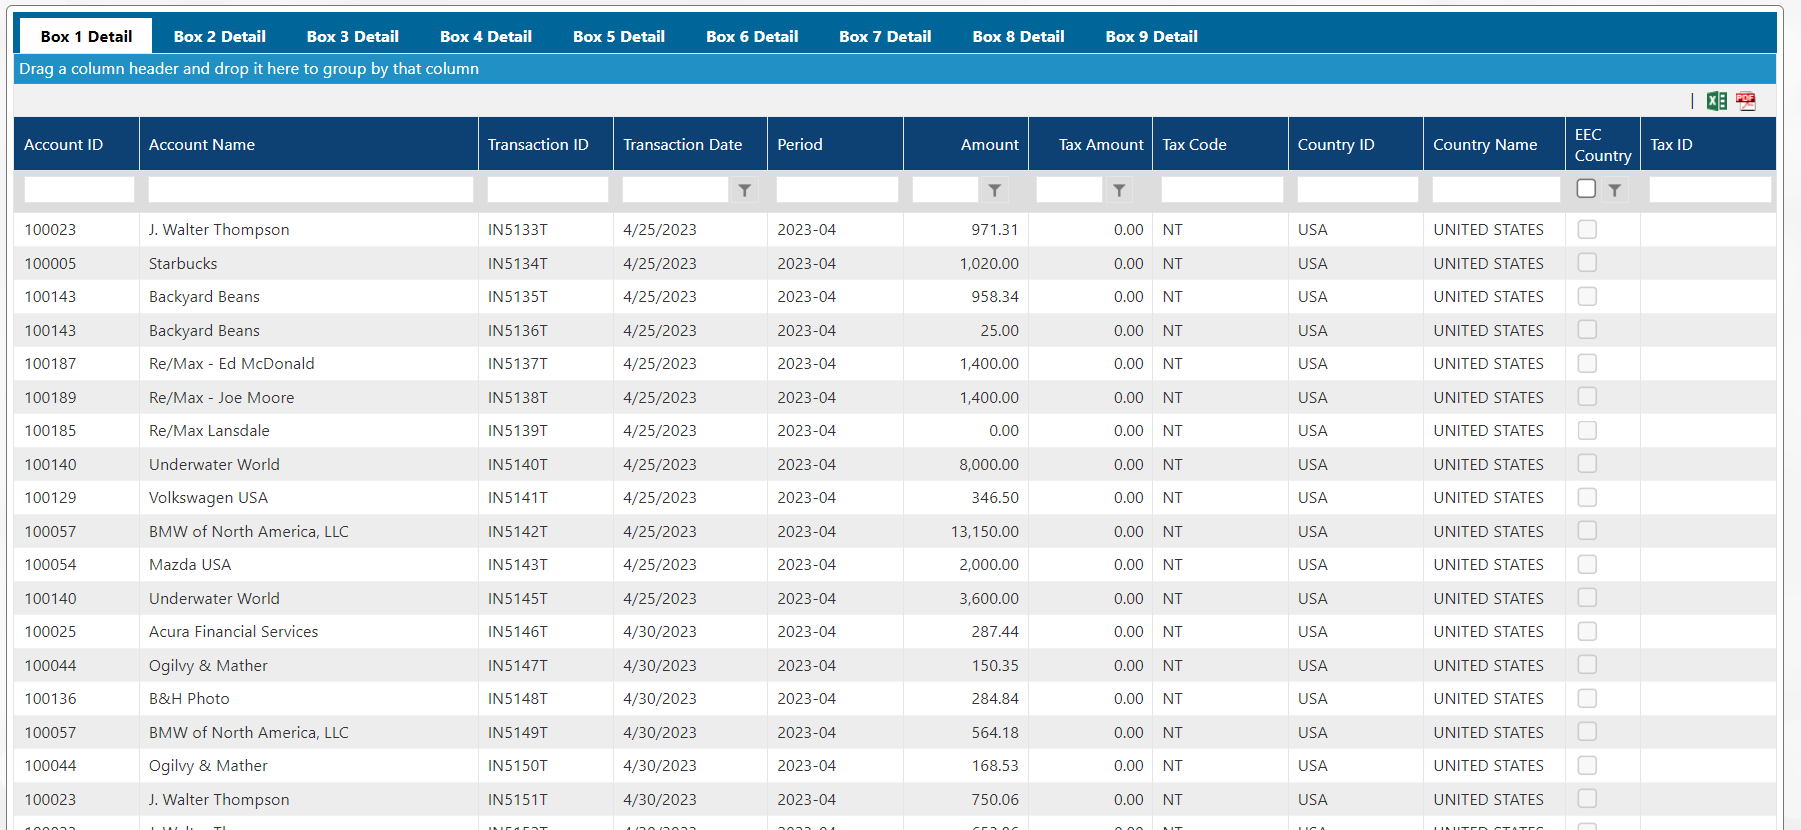 Box 1 Detail Box 2 Detail Box 3 Detail Box 4 Detail Box 5 Detail Box 6 Detail Box 7 Detail Box 8 Detail Box 9 Detail
Drag a column header and drop it here to group by that column
PDF
Account ID Account Name Transaction ID Transaction Date Period Amount Tax Amount Tax Code Country ID Country Name EEC Country Tax ID
100023 J. Walter Thompson IN5133T 4/25/2023 2023-04 971.31 0.00 NT USA UNITED STATES
100005 Starbucks IN5134T 4/25/2023 2023-04 1,020.00 0.00 NT USA UNITED STATES
100143 Backyard Beans IN5135T 4/25/2023 2023-04 958.34 0.00 NT USA UNITED STATES
100143 Backyard Beans IN5136T 4/25/2023 2023-04 25.00 0.00 NT USA UNITED STATES
100187 Re/Max - Ed McDonald IN5137T 4/25/2023 2023-04 1,400.00 0.00 NT USA UNITED STATES
100189 Re/Max - Joe Moore IN5138T 4/25/2023 2023-04 1,400.00 0.00 NT USA UNITED STATES
100185 Re/Max Lansdale IN5139T 4/25/2023 2023-04 0.00 0.00 NT USA UNITED STATES
100140 Underwater World IN5140T 4/25/2023 2023-04 8,000.00 0.00 NT USA UNITED STATES
100129 Volkswagen USA IN5141T 4/25/2023 2023-04 346.50 0.00 NT USA UNITED STATES
100057 BMW of North America, LLC IN5142T 4/25/2023 2023-04 13,150.00 0.00 NT USA UNITED STATES
100054 Mazda USA IN5143T 4/25/2023 2023-04 2,000.00 0.00 NT USA UNITED STATES
100140 Underwater World IN5145T 4/25/2023 2023-04 3,600.00 0.00 NT USA UNITED STATES
100025 Acura Financial Services IN5146T 4/30/2023 2023-04 287.44 0.00 NT USA UNITED STATES
100044 Ogilvy & Mather IN5147T 4/30/2023 2023-04 150.35 0.00 NT USA UNITED STATES
100136 B&H Photo IN5148T 4/30/2023 2023-04 284.84 0.00 NT USA UNITED STATES
100057 BMW of North America, LLC IN5149T 4/30/2023 2023-04 564.18 0.00 NT USA UNITED STATES
100044 Ogilvy & Mather IN5150T 4/30/2023 2023-04 168.53 0.00 NT USA UNITED STATES
100023 J. Walter Thompson IN5151T 4/30/2023 2023-04 750.06 0.00 NT USA UNITED STATES